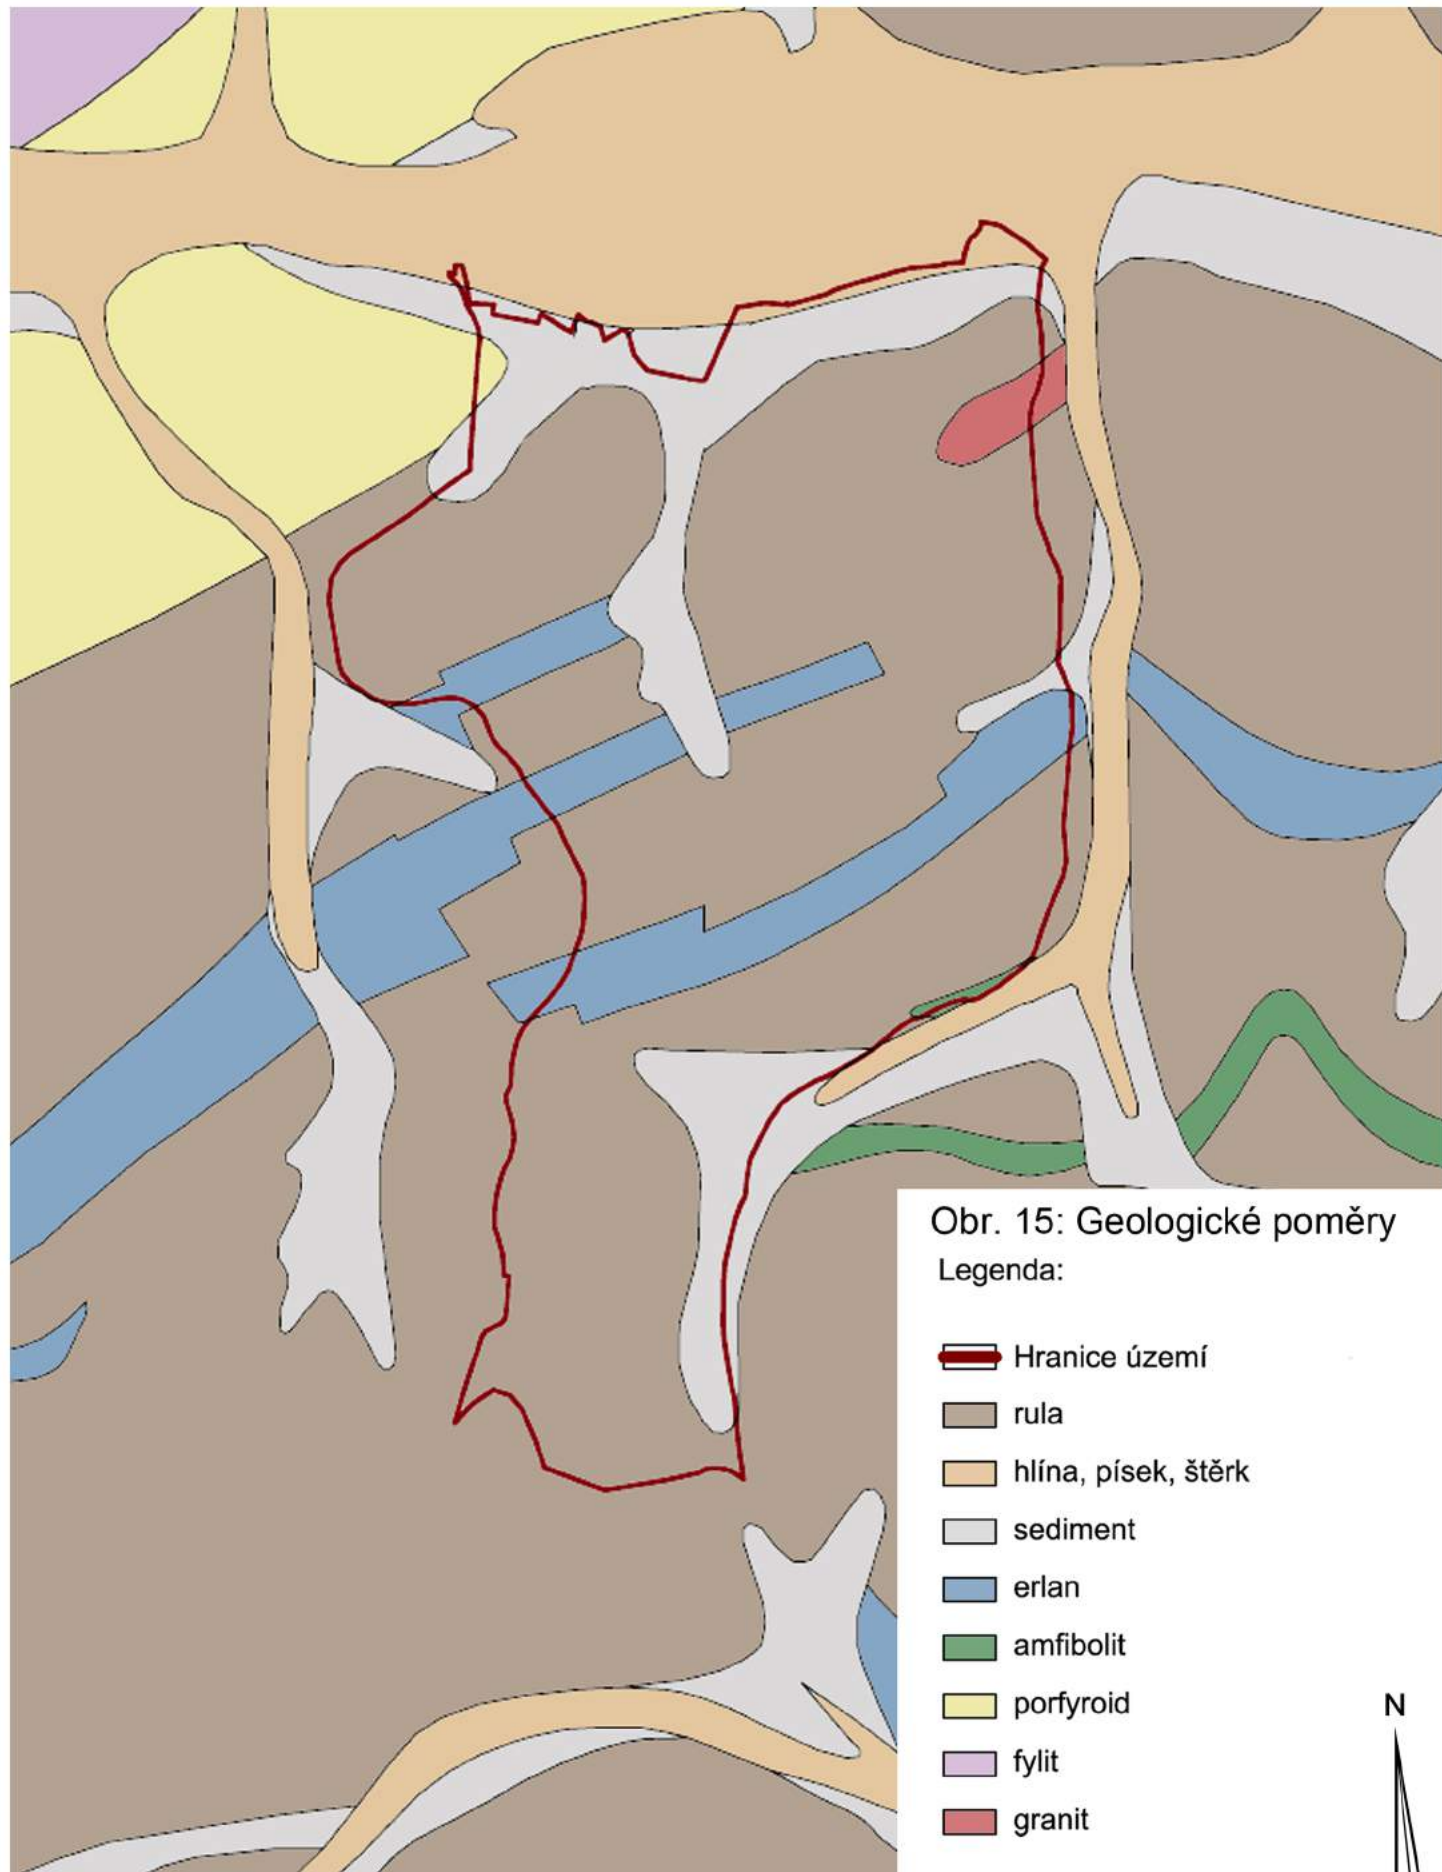 Obr. 15: Geologické poměry
Legenda:
Hranice území
rula
hlína, písek, štěrk
sediment
erlan
amfibolit
porfyroid
fylit
granit
N